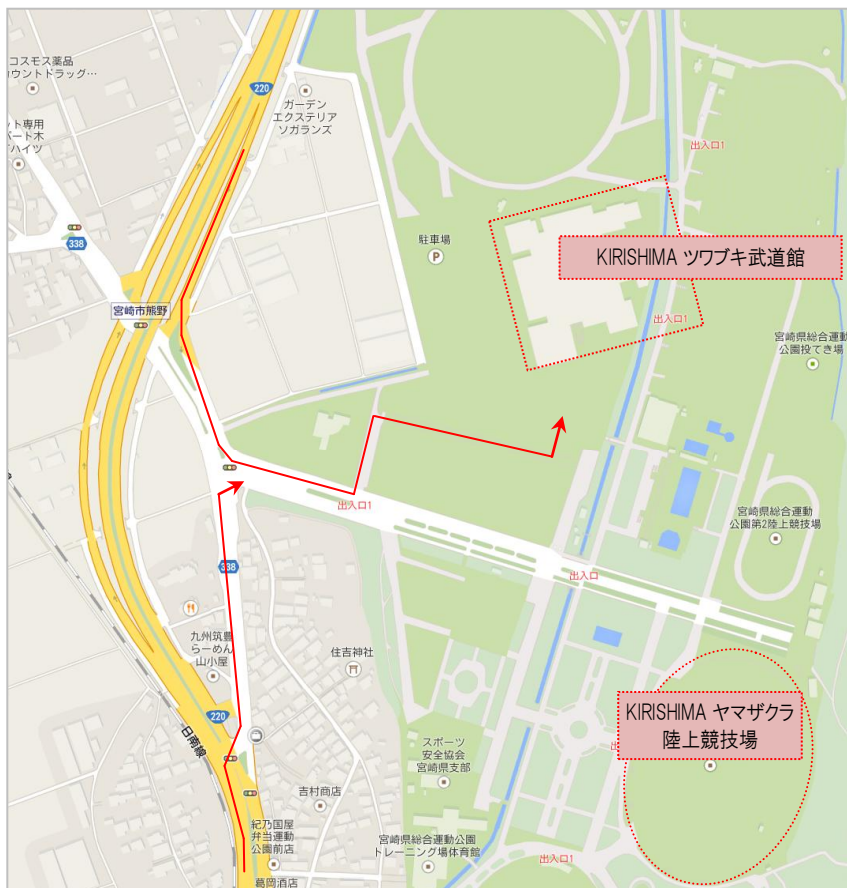 コスモス薬品
ウントドラッグ…
220
ガーデン
エクステリア
ソガランズ
ット専用
パート木
ハイツ
出入口1
338
駐車場
P
KIRISHIMA ツワブキ武道館
宮崎市熊野
出入口1
宮崎県総合運動
公園投てき場
出入口1
宮崎県総合運動
公園第2陸上競技場
338
出入口
九州筑豊
らーめん
山小屋
住吉神社
220
KIRISHIMA ヤマザクラ
陸上競技場
日南線
スポーツ
安全協会
宮崎県支部
吉村商店
紀乃国屋
弁当運動
公園前店
宮崎県総合運動公園
トレーニング場体育館
出入口1
葛岡酒店